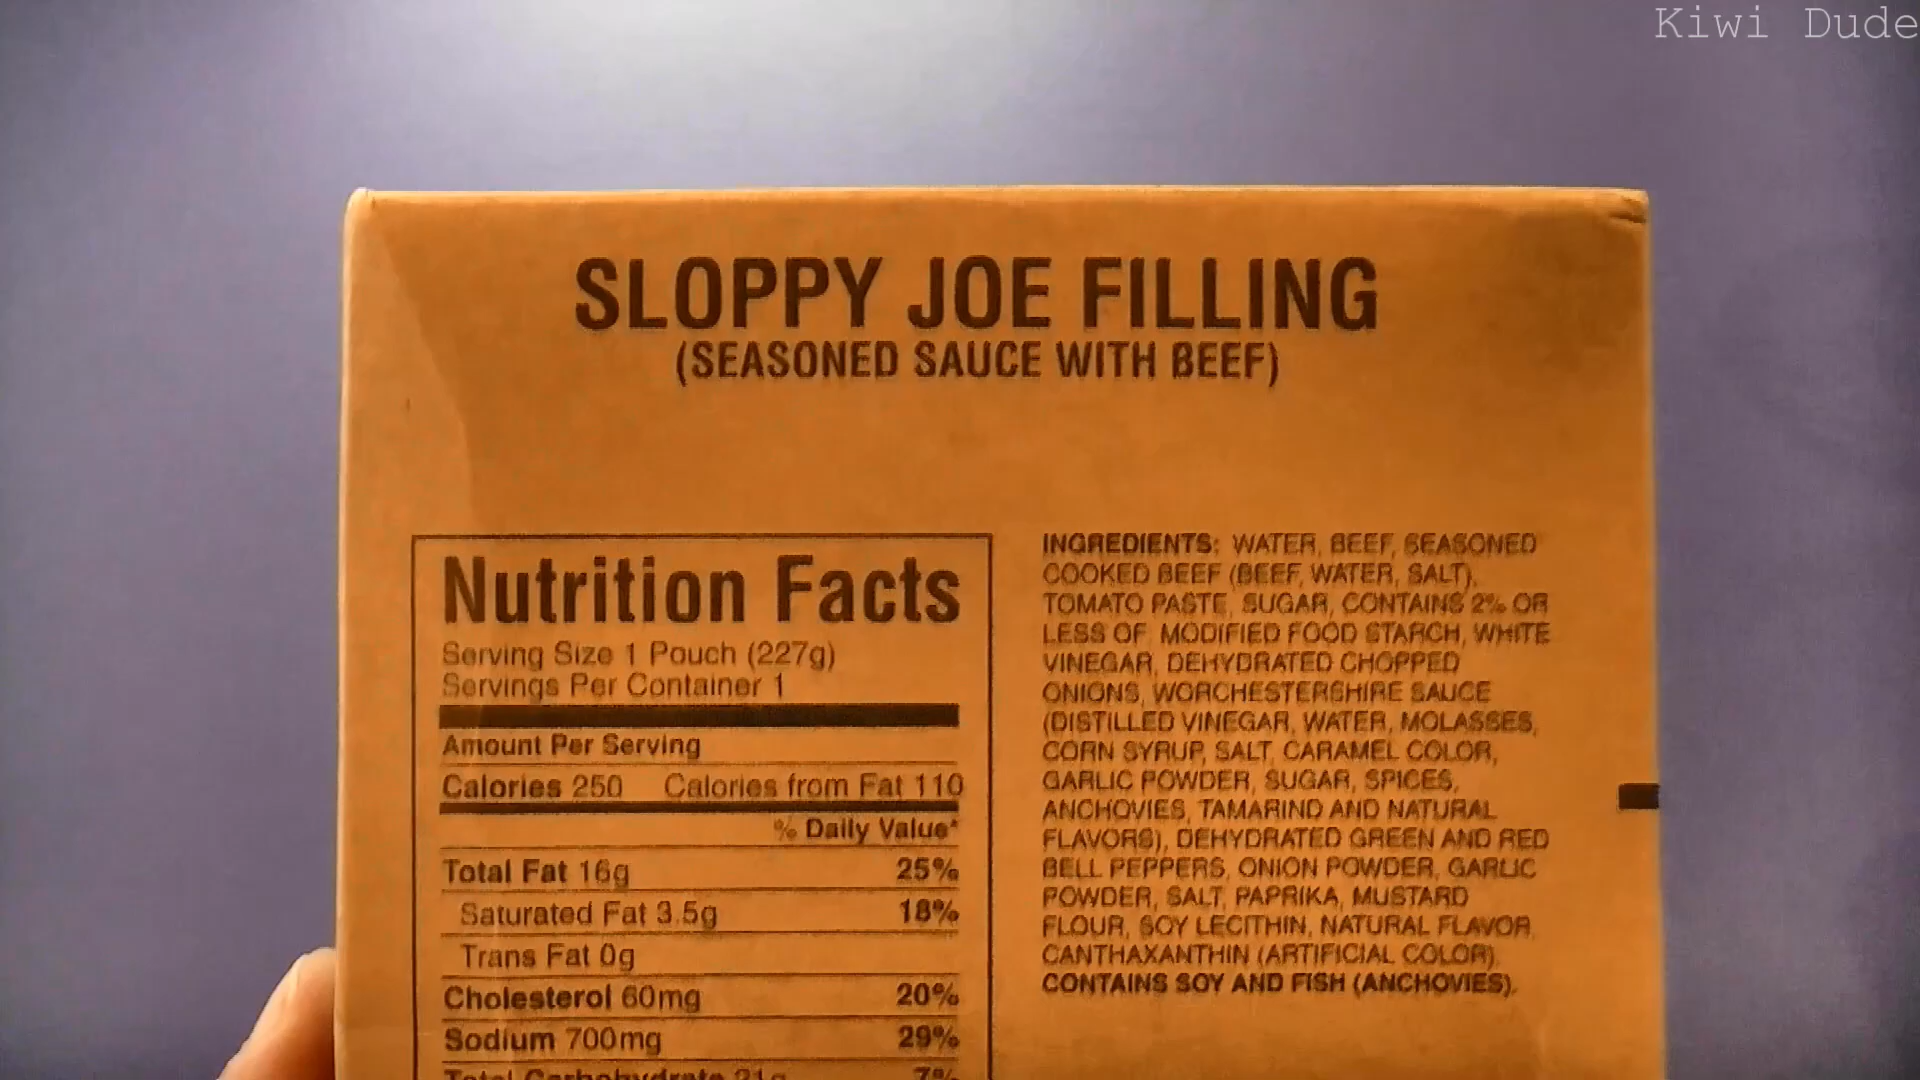 Kiwi Dude
SLOPPY JOE FILLING
(SEASONED SAUCE WITH BEEF)
Nutrition Facts
Serving Size 1 Pouch (227g)
Servings Per Container 1
Amount Per Serving
Calories 250 Calories from Fat 110
% Daily Value*
Total Fat 16g 25%
Saturated Fat 3.5g 18%
Trans Fat 0g
Cholesterol 60mg 20%
Sodium 700mg 29%
Total Carbohydrate 21g 7%
INGREDIENTS: WATER, BEEF, SEASONED
COOKED BEEF (BEEF, WATER, SALT),
TOMATO PASTE, SUGAR, CONTAINS 2% OR
LESS OF, MODIFIED FOOD STARCH, WHITE
VINEGAR, DEHYDRATED CHOPPED
ONIONS, WORCHESTERSHIRE SAUCE
(DISTILLED VINEGAR, WATER, MOLASSES,
CORN SYRUP, SALT, CARAMEL COLOR,
GARLIC POWDER, SUGAR, SPICES,
ANCHOVIES, TAMARIND AND NATURAL
FLAVORS), DEHYDRATED GREEN AND RED
BELL PEPPERS, ONION POWDER, GARLIC
POWDER, SALT, PAPRIKA, MUSTARD
FLOUR, SOY LECITHIN, NATURAL FLAVOR,
CANTHAXANTHIN (ARTIFICIAL COLOR).
CONTAINS SOY AND FISH (ANCHOVIES).